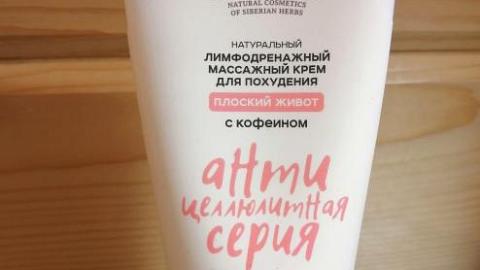 NATURAL COSMETICS
OF SIBERIAN HERBS
НАТУРАЛЬНЫЙ
ЛИМФОДРЕНАЖНЫЙ
МАССАЖНЫЙ КРЕМ
ДЛЯ ПОХУДЕНИЯ
ПЛОСКИЙ ЖИВОТ
с кофеином
анти
целлюлитная
серия